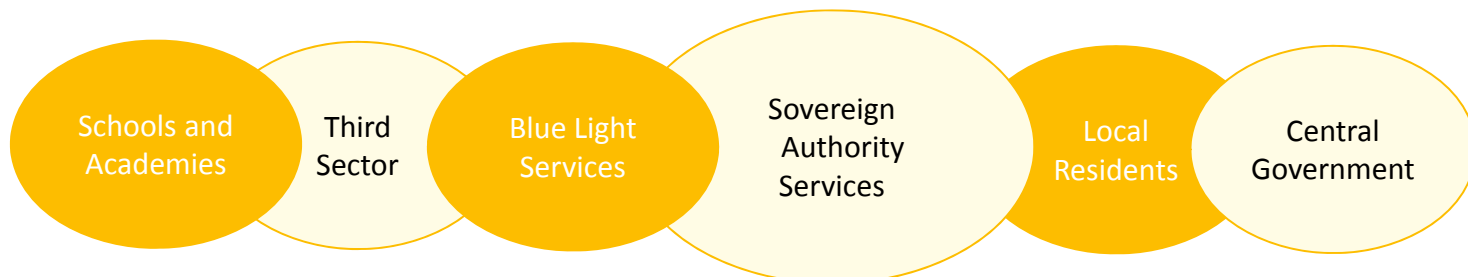 Schools and
Academies
Third
Sector
Blue Light
Services
Sovereign
Authority
Services
Local
Residents
Central
Government